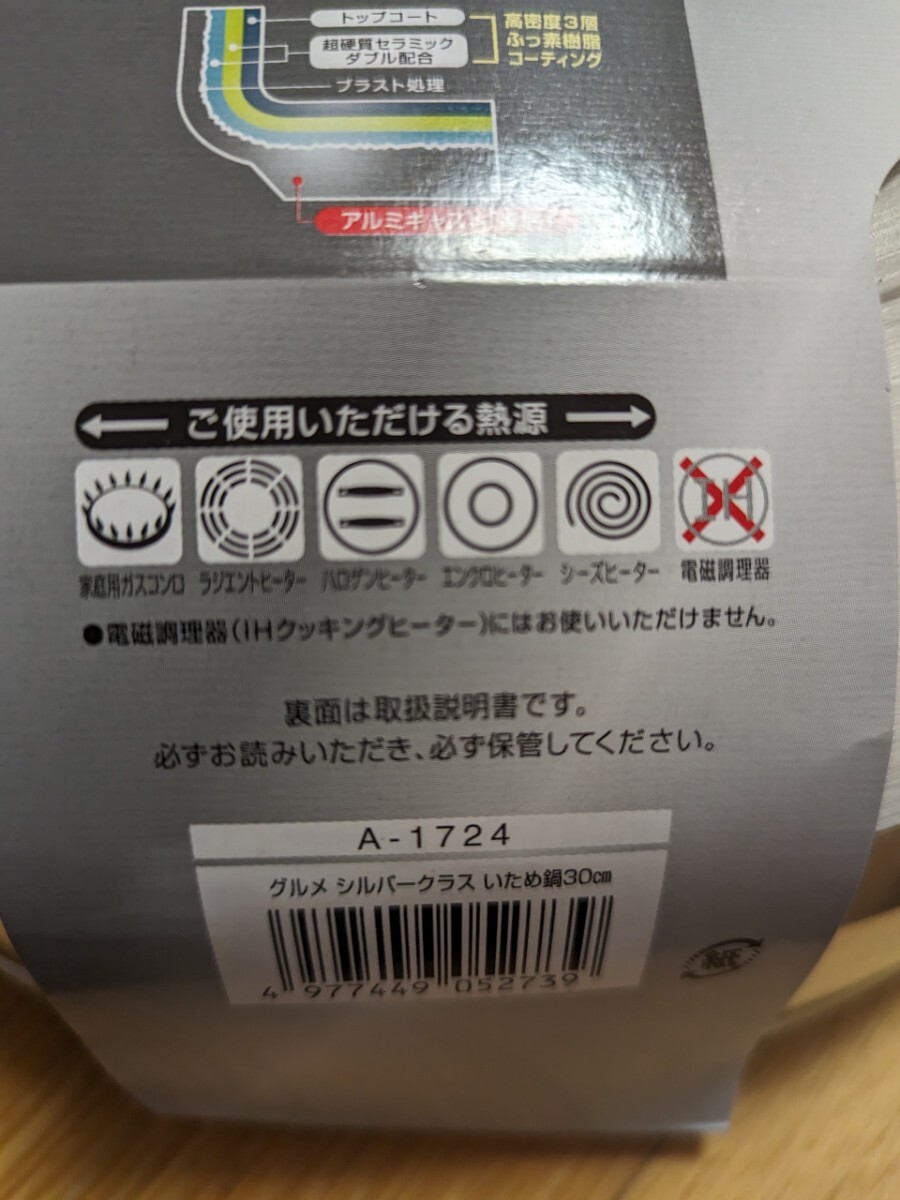 トップコート
高密度3層
ふっ素樹脂
コーティング
超硬質セラミック
ダブル配合
ブラスト処理
アルミキャスト
ご使用いただける熱源
IH
家庭用ガスコンロ ラジエントヒーター ハロゲンヒーター エンクロヒーター シーズヒーター 電磁調理器
●電磁調理器(IHクッキングヒーター)にはお使いいただけません。
裏面は取扱説明書です。
必ずお読みいただき、必ず保管してください。
A-1724
グルメ シルバークラス いため鍋30cm
4 977449 052739
紙